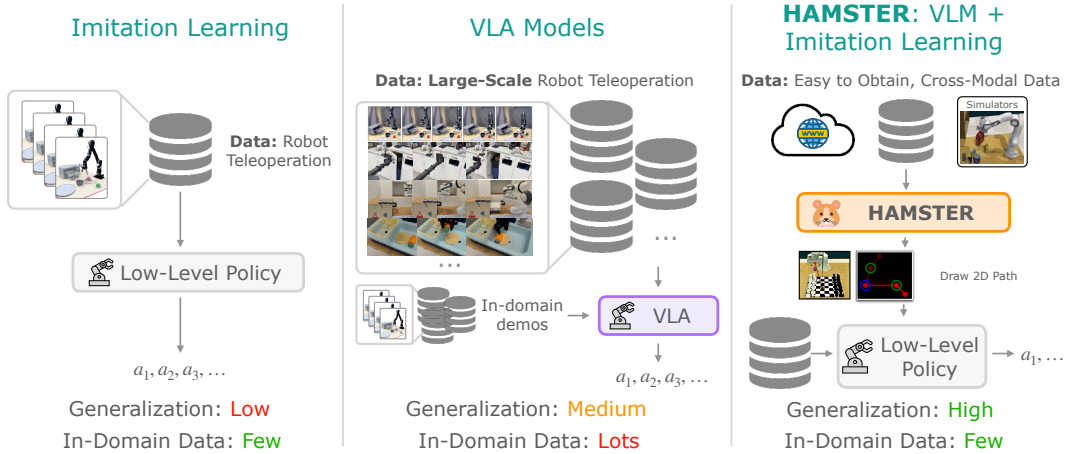 Imitation Learning
Data: Robot
Teleoperation
Low-Level Policy
a1, a2, a3, …
Generalization: Low
In-Domain Data: Few
VLA Models
Data: Large-Scale Robot Teleoperation
...
...
In-domain
demos
VLA
a1, a2, a3, …
Generalization: Medium
In-Domain Data: Lots
HAMSTER: VLM +
Imitation Learning
Data: Easy to Obtain, Cross-Modal Data
WWW
Simulators
HAMSTER
Draw 2D Path
Low-Level
Policy
a1, …
Generalization: High
In-Domain Data: Few